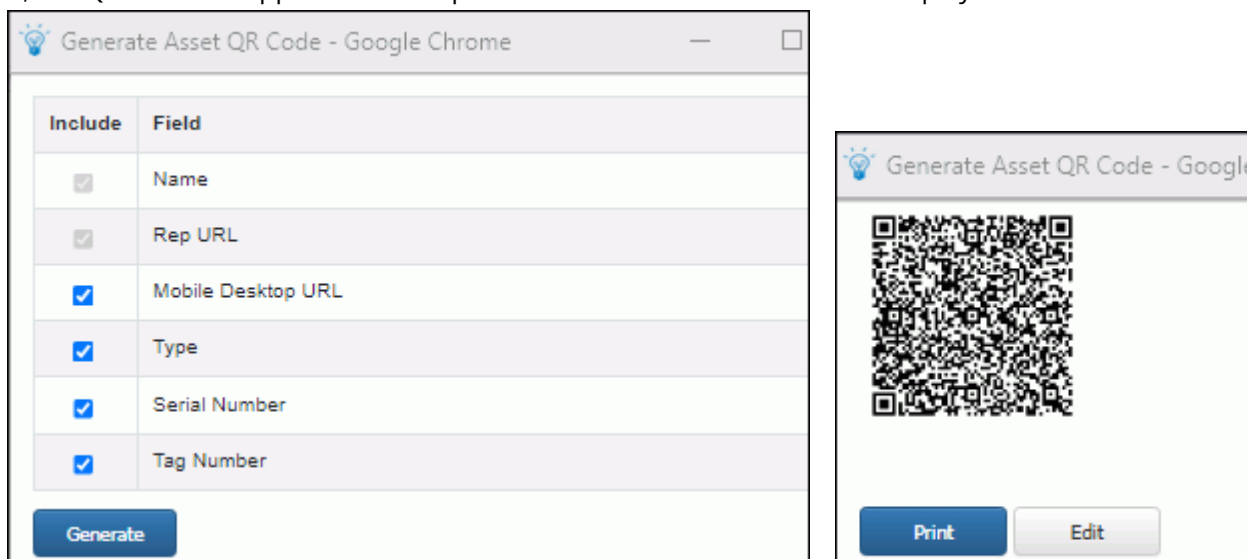 Generate Asset QR Code - Google Chrome
Include Field
Name
Rep URL
Mobile Desktop URL
Type
Serial Number
Tag Number
Generate
Generate Asset QR Code - Google
Print Edit